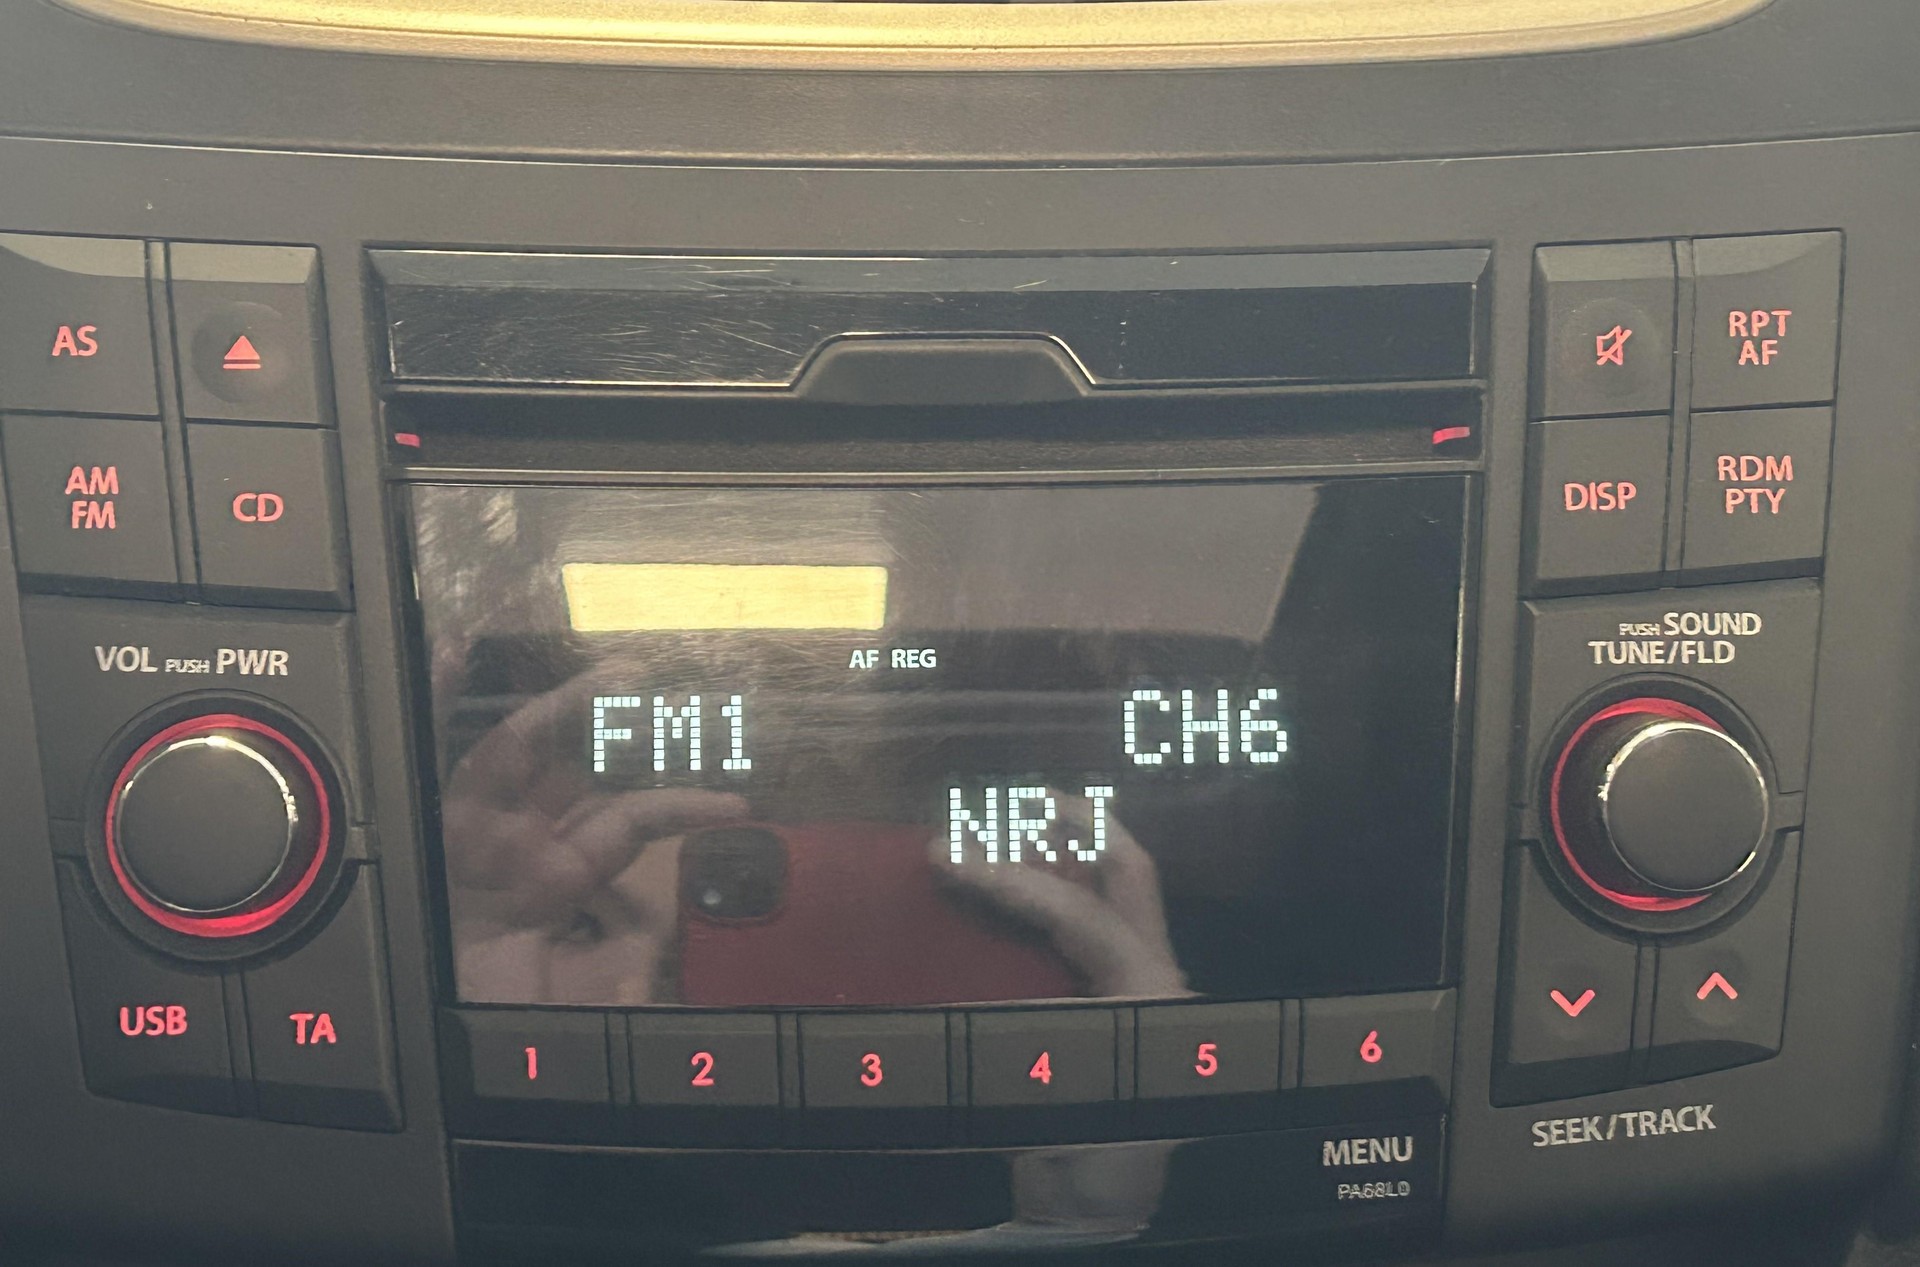 AS
RPT
AF
AM
FM
CD
DISP
RDM
PTY
VOL PUSH PWR
PUSH SOUND
TUNE/FLD
AF REG
FM1 CH6
NRJ
USB TA
1 2 3 4 5 6
SEEK/TRACK
MENU
PA68L0